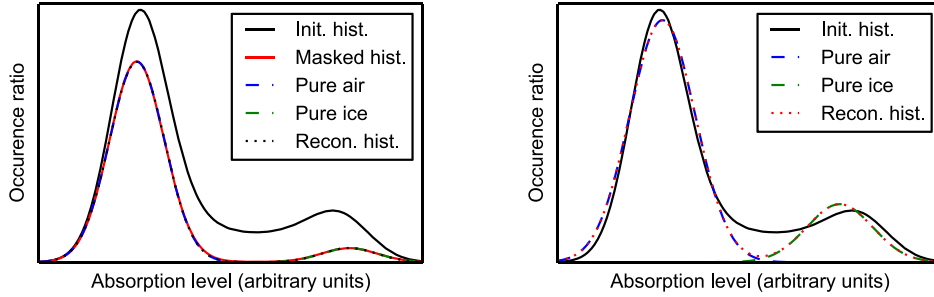 Occurence ratio
Init. hist.
Masked hist.
Pure air
Pure ice
Recon. hist.
Absorption level (arbitrary units)
Occurence ratio
Init. hist.
Pure air
Pure ice
Recon. hist.
Absorption level (arbitrary units)